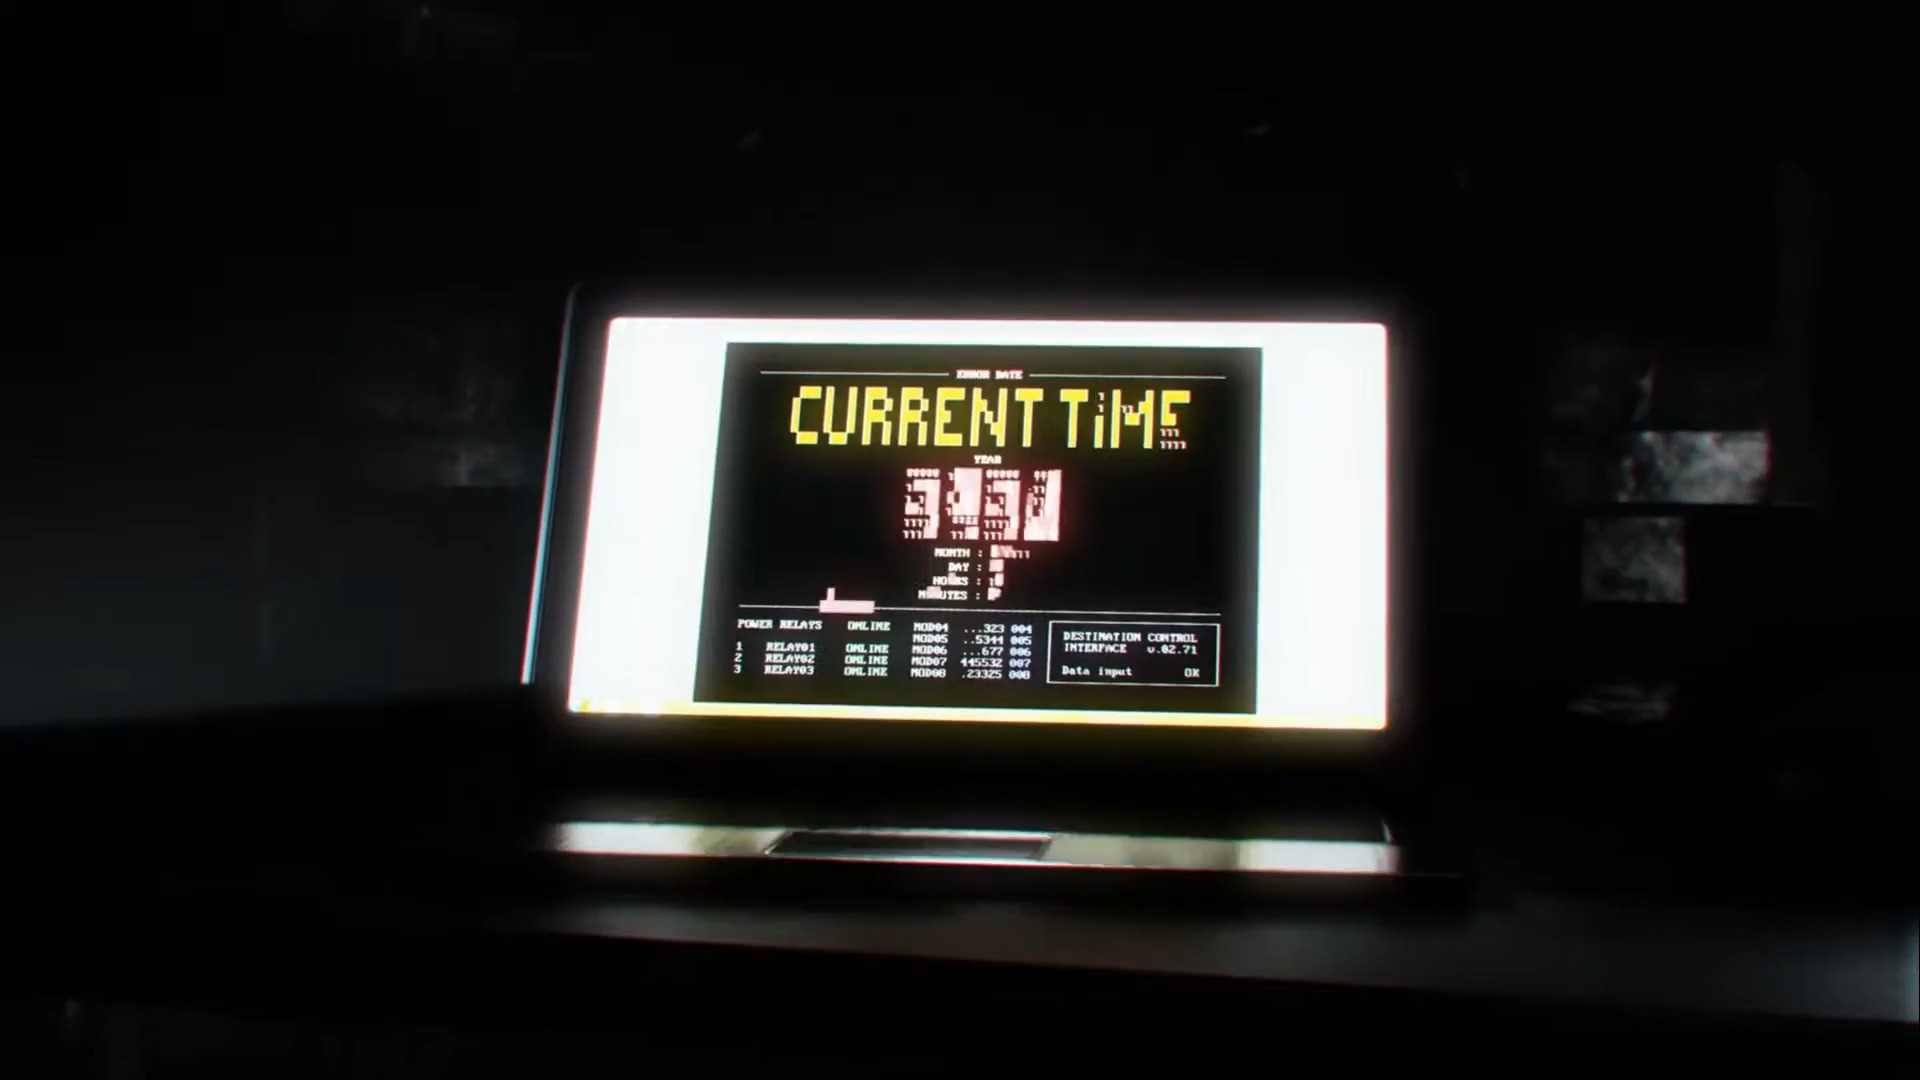 ERROR DATE
CURRENT TiME
YEAR
MONTH :
DAY :
HOURS :
MINUTES :
POWER RELAYS ONLINE
1 RELAY01 ONLINE
2 RELAY02 ONLINE
3 RELAY03 ONLINE
MOD04 ...323 004
MOD05 ..5344 005
MOD06 ...677 006
MOD07 445532 007
MOD08 .23325 008
DESTINATION CONTROL
INTERFACE v.02.71
Data input OK